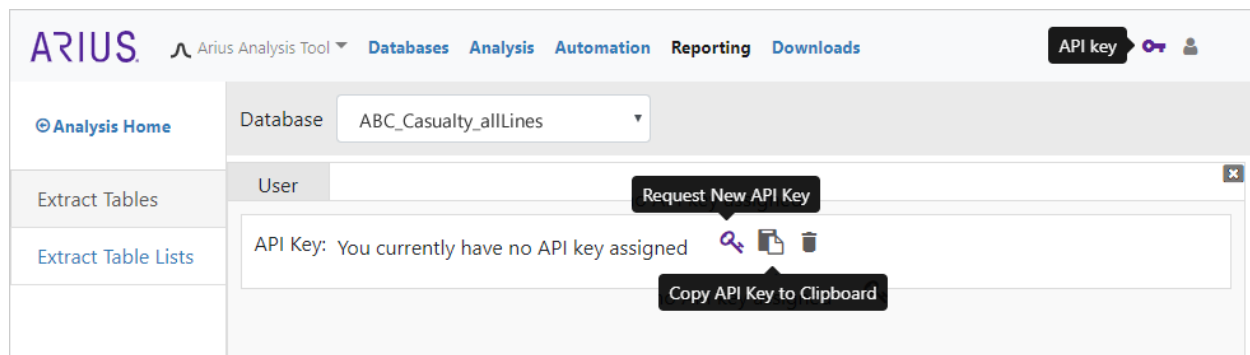 ARIUS
Arius Analysis Tool Databases Analysis Automation Reporting Downloads API key
Analysis Home
Database ABC_Casualty_allLines
User
Extract Tables
Request New API Key
API Key: You currently have no API key assigned
Extract Table Lists
Copy API Key to Clipboard